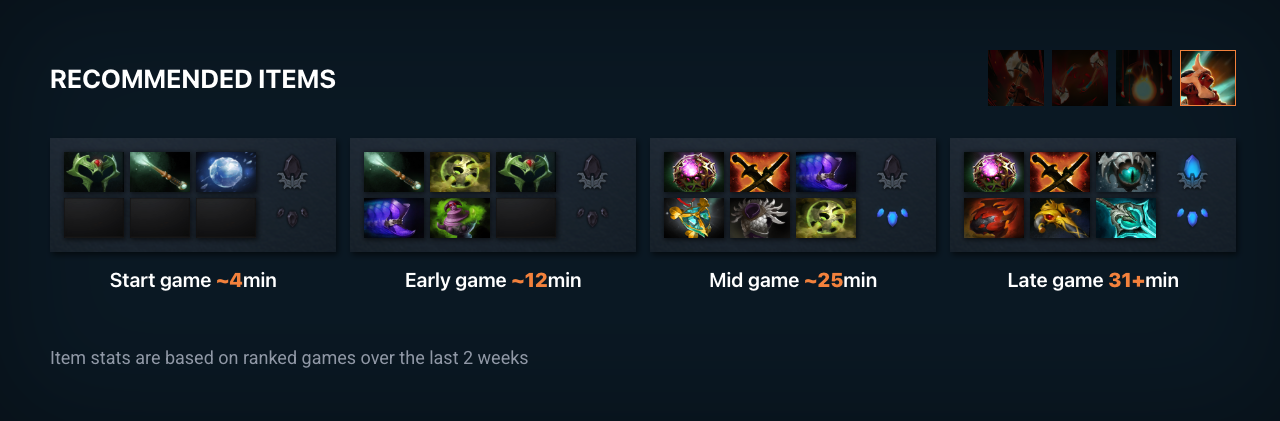 RECOMMENDED ITEMS
Start game ~4min
Early game ~12min
Mid game ~25min
Late game 31+min
Item stats are based on ranked games over the last 2 weeks